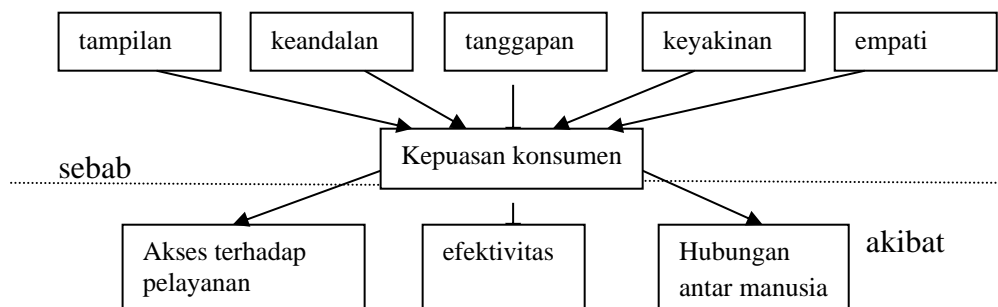 tampilan
keandalan
tanggapan
keyakinan
empati
Kepuasan konsumen
sebab
Akses terhadap
pelayanan
efektivitas
Hubungan
antar manusia
akibat